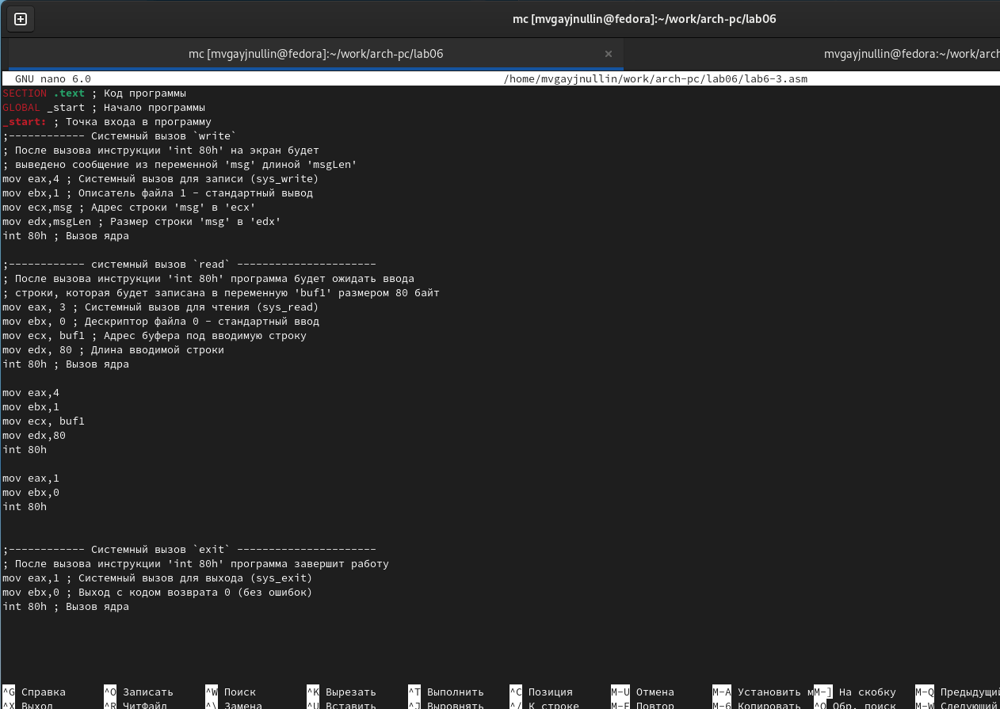 mc [mvgayjnullin@fedora]:~/work/arch-pc/lab06
mc [mvgayjnullin@fedora]:~/work/arch-pc/lab06 × mvgayjnullin@fedora:~/work/arch
GNU nano 6.0 /home/mvgayjnullin/work/arch-pc/lab06/lab6-3.asm
SECTION .text ; Код программы
GLOBAL _start ; Начало программы
_start: ; Точка входа в программу
;------------ Системный вызов `write`
; После вызова инструкции 'int 80h' на экран будет
; выведено сообщение из переменной 'msg' длиной 'msgLen'
mov eax,4 ; Системный вызов для записи (sys_write)
mov ebx,1 ; Описатель файла 1 - стандартный вывод
mov ecx,msg ; Адрес строки 'msg' в 'ecx'
mov edx,msgLen ; Размер строки 'msg' в 'edx'
int 80h ; Вызов ядра
;------------ системный вызов `read` ----------------------
; После вызова инструкции 'int 80h' программа будет ожидать ввода
; строки, которая будет записана в переменную 'buf1' размером 80 байт
mov eax, 3 ; Системный вызов для чтения (sys_read)
mov ebx, 0 ; Дескриптор файла 0 - стандартный ввод
mov ecx, buf1 ; Адрес буфера под вводимую строку
mov edx, 80 ; Длина вводимой строки
int 80h ; Вызов ядра
mov eax,4
mov ebx,1
mov ecx, buf1
mov edx,80
int 80h
mov eax,1
mov ebx,0
int 80h
;------------ Системный вызов `exit` ----------------------
; После вызова инструкции 'int 80h' программа завершит работу
mov eax,1 ; Системный вызов для выхода (sys_exit)
mov ebx,0 ; Выход с кодом возврата 0 (без ошибок)
int 80h ; Вызов ядра
^G Справка ^O Записать ^W Поиск ^K Вырезать ^T Выполнить ^C Позиция M-U Отмена M-A Установить м M-] На скобку M-Q Предыдущи
^X Выход ^R ЧитФайл ^\ Замена ^U Вставить ^J Выровнять ^/ К строке M-E Повтор M-6 Копировать ^Q Обр. поиск M-W Следующий